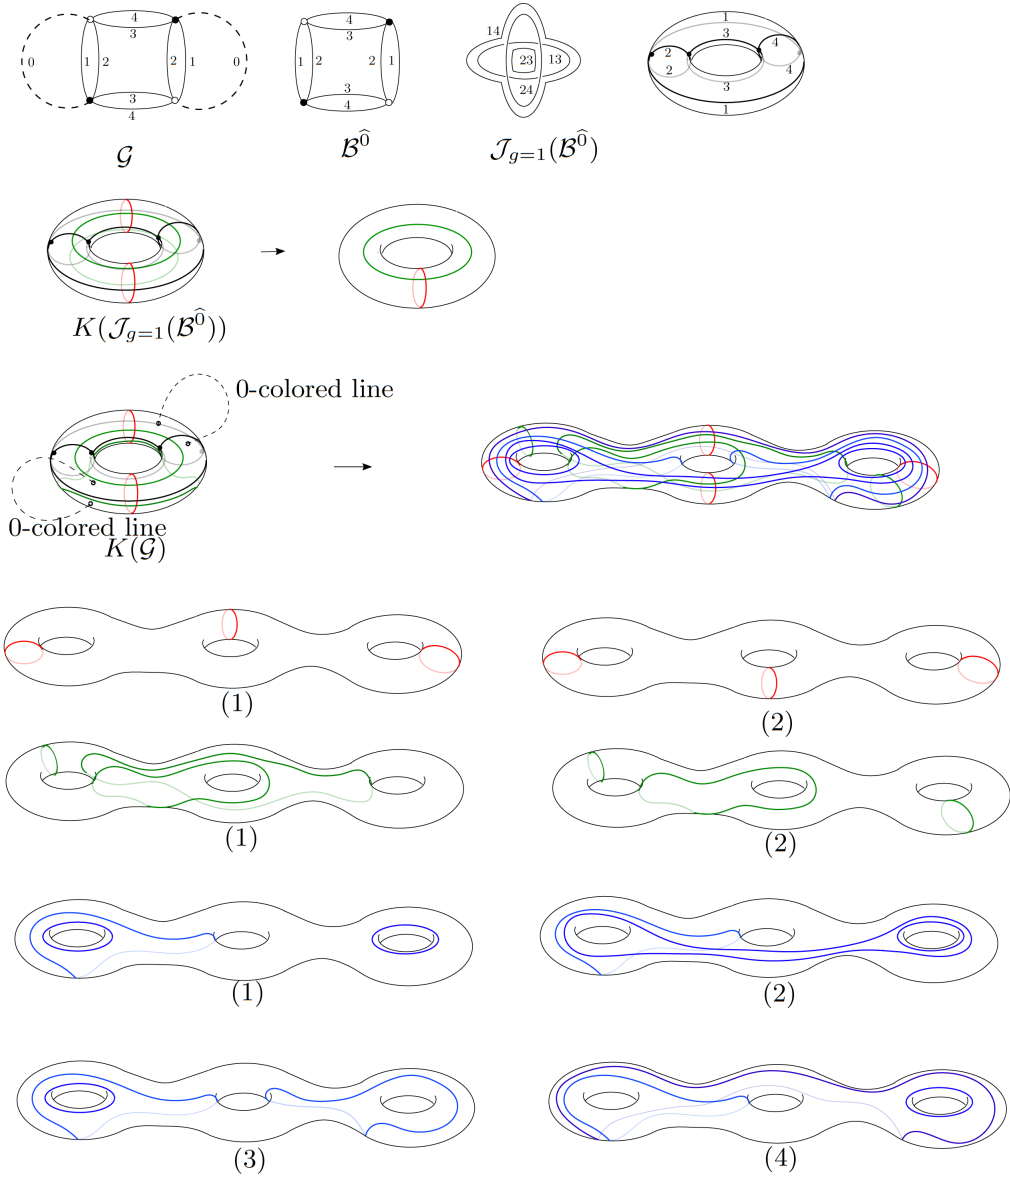 4 4 14 1
3 3 3 4
0 1 2 2 1 0 1 2 2 1 23 13 2 2 4
3 3 24 3
4 4 1
𝒢 ℬ^0̂ 𝒥_{g=1}(ℬ^0̂)
K(𝒥_{g=1}(ℬ^0̂))
0-colored line
0-colored line
K(𝒢)
(1) (2)
(1) (2)
(1) (2)
(3) (4)